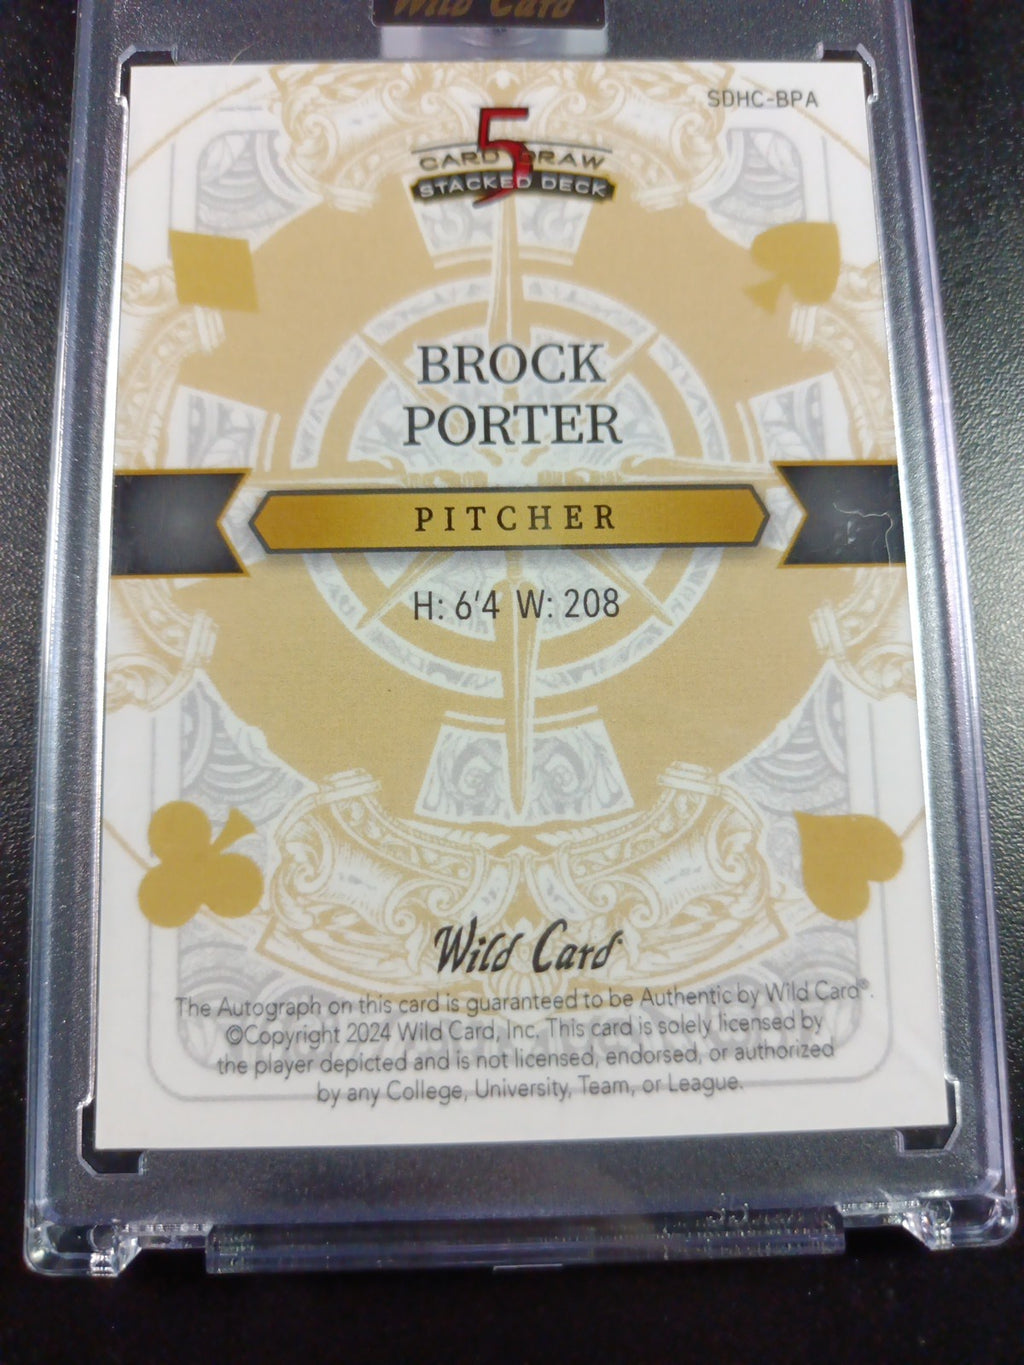 Wild Card
SDHC-BPA
5
CARD DRAW
STACKED DECK
BROCK
PORTER
PITCHER
H: 6'4 W: 208
Wild Card
The Autograph on this card is guaranteed to be Authentic by Wild Card®.
©Copyright 2024 Wild Card, Inc. This card is solely licensed by
the player depicted and is not licensed, endorsed, or authorized
by any College, University, Team, or League.